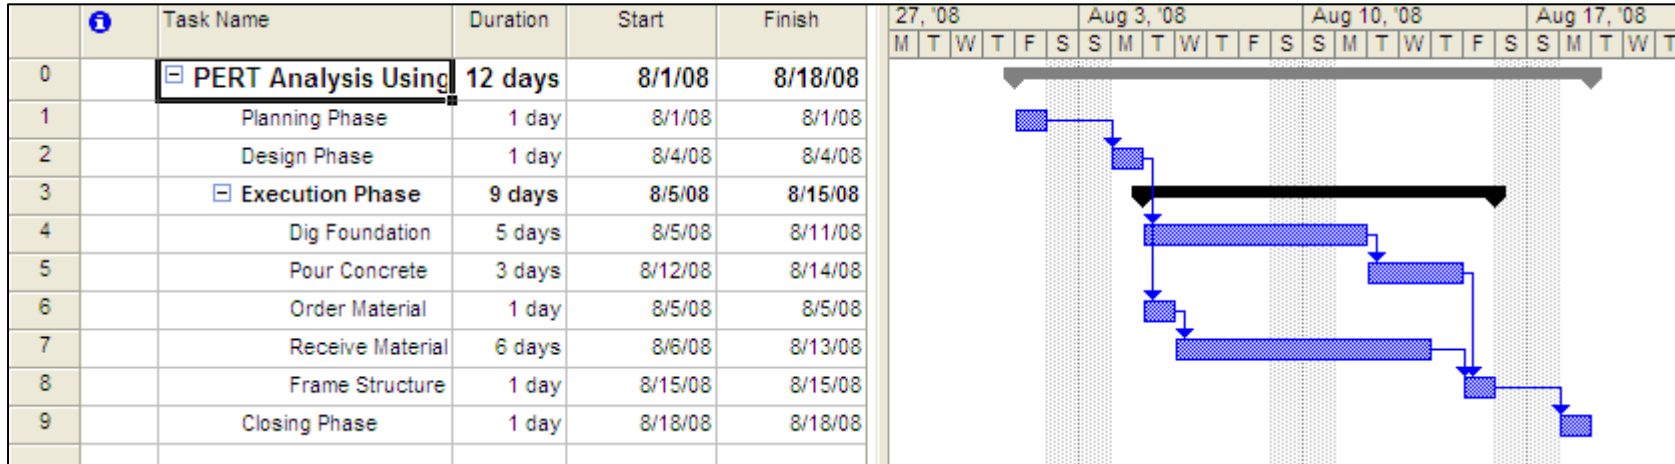 Task Name Duration Start Finish 27, '08 Aug 3, '08 Aug 10, '08 Aug 17, '08
M T W T F S S M T W T F S S M T W T F S S M T W T
0 PERT Analysis Using 12 days 8/1/08 8/18/08
1 Planning Phase 1 day 8/1/08 8/1/08
2 Design Phase 1 day 8/4/08 8/4/08
3 Execution Phase 9 days 8/5/08 8/15/08
4 Dig Foundation 5 days 8/5/08 8/11/08
5 Pour Concrete 3 days 8/12/08 8/14/08
6 Order Material 1 day 8/5/08 8/5/08
7 Receive Material 6 days 8/6/08 8/13/08
8 Frame Structure 1 day 8/15/08 8/15/08
9 Closing Phase 1 day 8/18/08 8/18/08